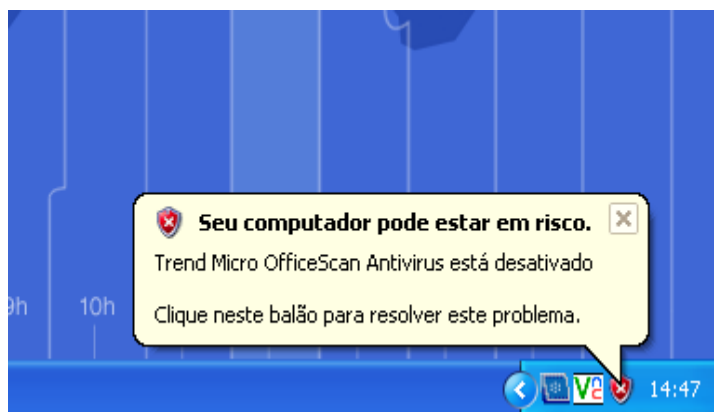 Seu computador pode estar em risco.
Trend Micro OfficeScan Antivirus está desativado
Clique neste balão para resolver este problema.
9h 10h
VNC 14:47